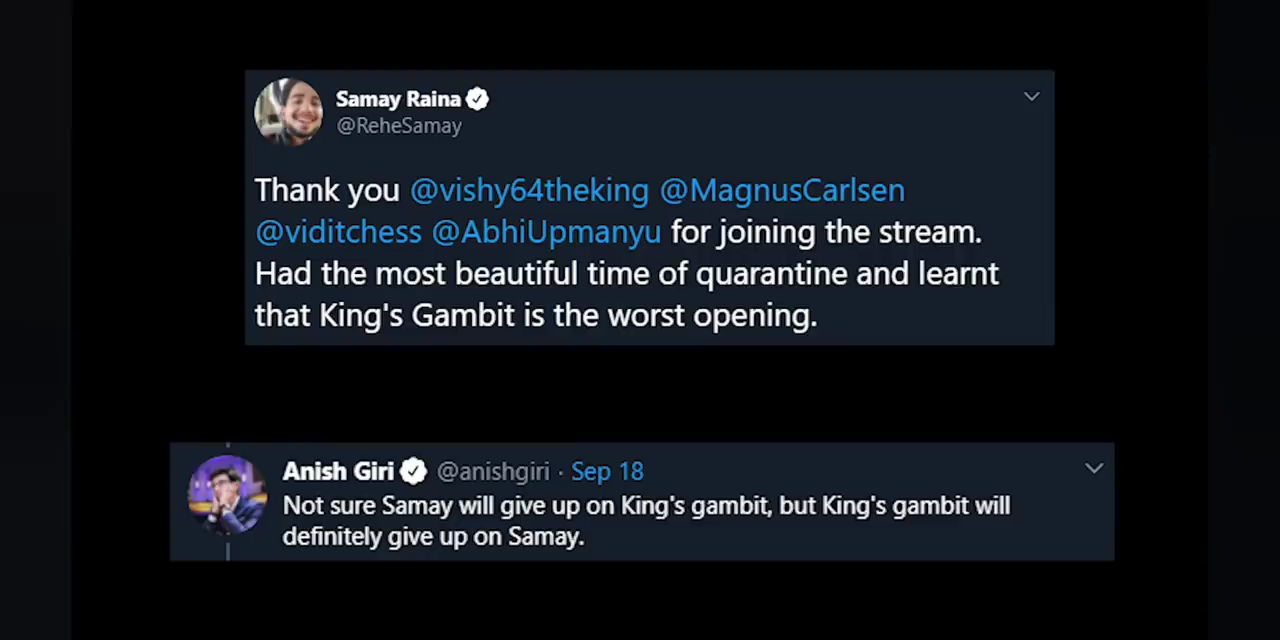 Samay Raina
@ReheSamay
Thank you @vishy64theking @MagnusCarlsen
@viditchess @AbhiUpmanyu for joining the stream.
Had the most beautiful time of quarantine and learnt
that King's Gambit is the worst opening.
Anish Giri @anishgiri · Sep 18
Not sure Samay will give up on King's gambit, but King's gambit will
definitely give up on Samay.